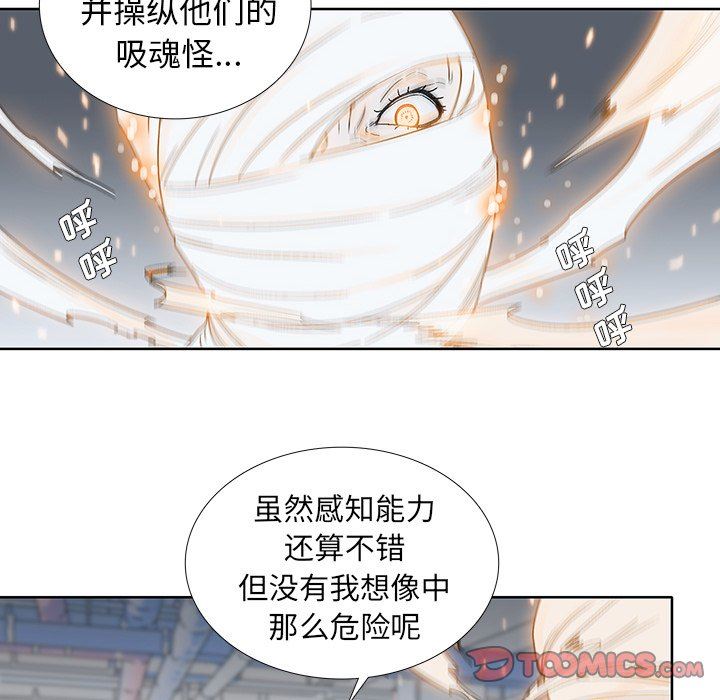 并操纵他们的
吸魂怪...
呼
呼
呼
呼
呼
虽然感知能力
还算不错
但没有我想像中
那么危险呢
TOOMICS.COM